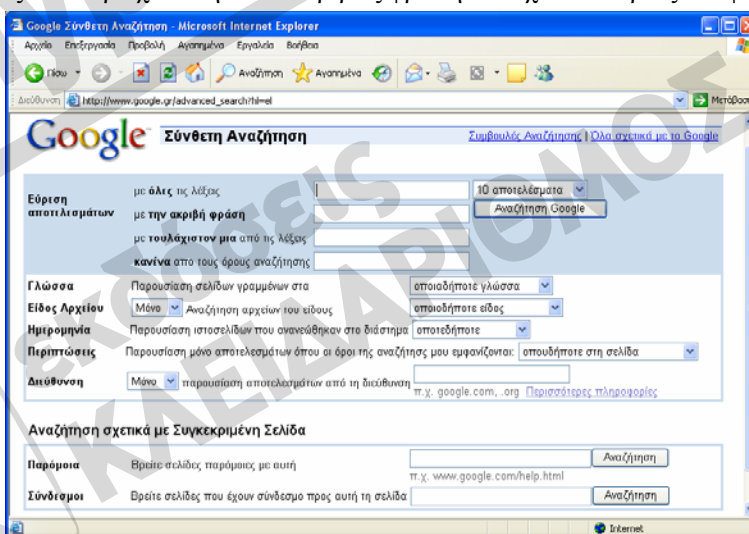 Google Σύνθετη Αναζήτηση - Microsoft Internet Explorer
Αρχείο Επεξεργασία Προβολή Αγαπημένα Εργαλεία Βοήθεια
Πίσω Αναζήτηση Αγαπημένα
Διεύθυνση http://www.google.gr/advanced_search?hl=el Μετάβαση
Google Σύνθετη Αναζήτηση Συμβουλές Αναζήτησης | Όλα σχετικά με το Google
Εύρεση αποτελεσμάτων
με όλες τις λέξεις 10 αποτελέσματα
με την ακριβή φράση Αναζήτηση Google
με τουλάχιστον μια από τις λέξεις
κανένα απο τους όρους αναζήτησης
Γλώσσα Παρουσίαση σελίδων γραμμένων στα οποιαδήποτε γλώσσα
Είδος Αρχείου Μόνο Αναζήτηση αρχείων του είδους οποιοδήποτε είδος
Ημερομηνία Παρουσίαση ιστοσελίδων που ανανεώθηκαν στο διάστημα οποτεδήποτε
Περιπτώσεις Παρουσίαση μόνο αποτελεσμάτων όπου οι όροι της αναζήτησς μου εμφανίζονται: οπουδήποτε στη σελίδα
Διεύθυνση Μόνο παρουσίαση αποτελεσμάτων από τη διεύθυνση
π.χ. google.com, .org Περισσότερες πληροφορίες
Αναζήτηση σχετικά με Συγκεκριμένη Σελίδα
Παρόμοια Βρείτε σελίδες παρόμοιες με αυτή Αναζήτηση
π.χ. www.google.com/help.html
Σύνδεσμοι Βρείτε σελίδες που έχουν σύνδεσμο προς αυτή τη σελίδα Αναζήτηση
Internet
εκδόσεις
ΚΛΕΙΔΑΡΙΘΜΟΣ